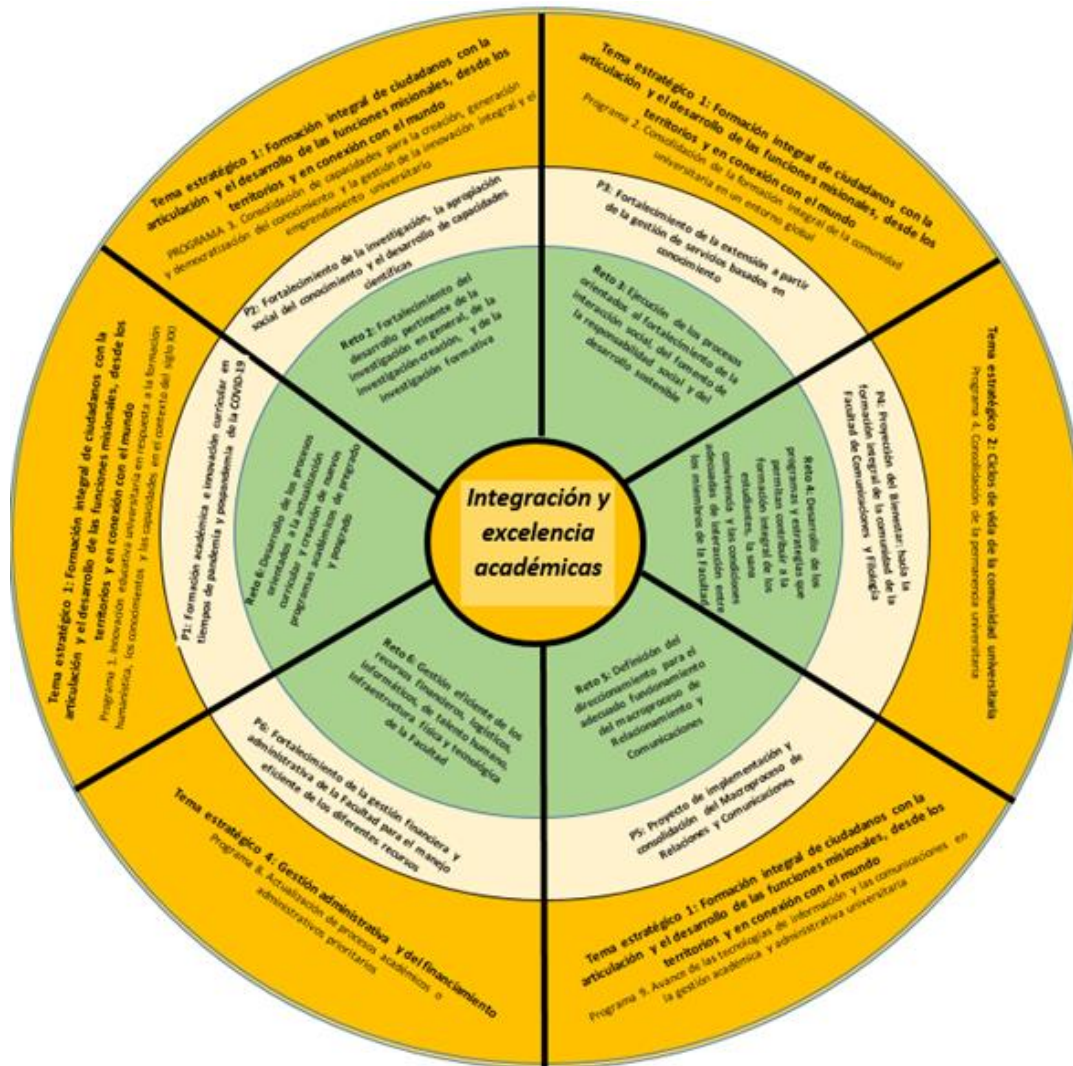 Integración y
excelencia
académicas
Tema estratégico 1: Formación integral de ciudadanos con la
articulación y el desarrollo de las funciones misionales, desde los
territorios y en conexión con el mundo
Programa 2. Consolidación de la formación integral de la comunidad
universitaria en un entorno global
P3: Fortalecimiento de la extensión a partir
de la gestión de servicios basados en
conocimiento
Reto 3: Ejecución de los procesos
orientados al fortalecimiento de la
interacción social, del fomento de
la responsabilidad social y del
desarrollo sostenible
Tema estratégico 2: Ciclos de vida de la comunidad universitaria
Programa 4. Consolidación de la permanencia universitaria
P4: Proyección del Bienestar: hacia la
formación integral de la comunidad de la
Facultad de Comunicaciones y Filología
Reto 4: Desarrollo de los
programas y estrategias que
permitan contribuir a la
formación integral de los
estudiantes, la sana
convivencia y las condiciones
adecuadas de interacción entre
los miembros de la Facultad
Tema estratégico 1: Formación integral de ciudadanos con la
articulación y el desarrollo de las funciones misionales, desde los
territorios y en conexión con el mundo
Programa 9. Avance de las tecnologías de información y las comunicaciones en
la gestión académica y administrativa universitaria
P5: Proyecto de implementación y
consolidación del Macroproceso de
Relaciones y Comunicaciones
Reto 5: Definición del
direccionamiento para el
adecuado funcionamiento
del macroproceso de
Relacionamiento y
Comunicaciones
Tema estratégico 4: Gestión administrativa y del financiamiento
Programa 8. Actualización de procesos académicos o
administrativos prioritarios
P6: Fortalecimiento de la gestión financiera y
administrativa de la Facultad para el manejo
eficiente de los diferentes recursos
Reto 6: Gestión eficiente de los
recursos financieros, logísticos,
informáticos, de talento humano,
infraestructura física y tecnológica
de la Facultad
Tema estratégico 1: Formación integral de ciudadanos con la
articulación y el desarrollo de las funciones misionales, desde los
territorios y en conexión con el mundo
Programa 1. Innovación educativa universitaria en respuesta a la formación
humanística, los conocimientos y las capacidades en el contexto del siglo XXI
P1: Formación académica e innovación curricular en
tiempos de pandemia y pospandemia de la COVID-19
Reto 6: Desarrollo de los procesos
orientados a la actualización
curricular y creación de nuevos
programas académicos de pregrado
y posgrado
Tema estratégico 1: Formación integral de ciudadanos con la
articulación y el desarrollo de las funciones misionales, desde los
territorios y en conexión con el mundo
PROGRAMA 3. Consolidación de capacidades para la creación, generación
y democratización del conocimiento y la gestión de la innovación integral y el
emprendimiento universitario
P2: Fortalecimiento de la investigación, la apropiación
social del conocimiento y el desarrollo de capacidades
científicas
Reto 2: Fortalecimiento del
desarrollo pertinente de la
investigación en general, de la
investigación-creación, y de la
investigación formativa